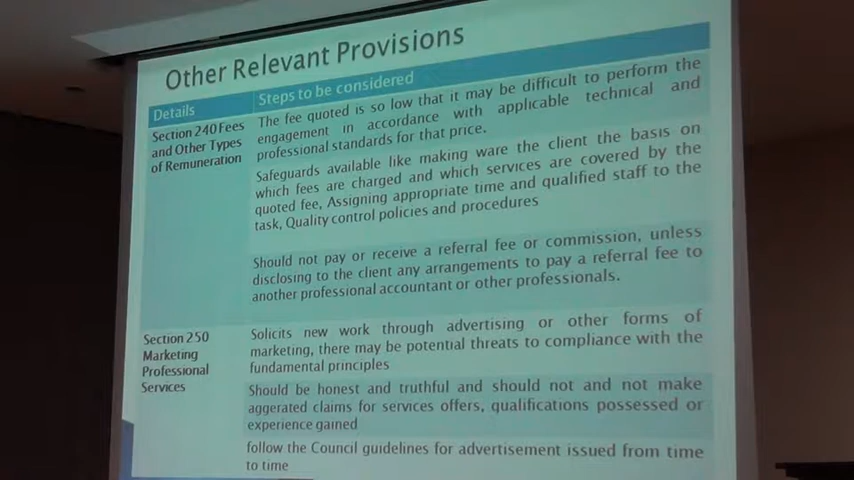 Other Relevant Provisions
Details
Steps to be considered
Section 240 Fees
and Other Types
of Remuneration
The fee quoted is so low that it may be difficult to perform the
engagement in accordance with applicable technical and
professional standards for that price.
Safeguards available like making ware the client the basis on
which fees are charged and which services are covered by the
quoted fee, Assigning appropriate time and qualified staff to the
task, Quality control policies and procedures
Should not pay or receive a referral fee or commission, unless
disclosing to the client any arrangements to pay a referral fee to
another professional accountant or other professionals.
Section 250
Marketing
Professional
Services
Solicits new work through advertising or other forms of
marketing, there may be potential threats to compliance with the
fundamental principles
Should be honest and truthful and should not and not make
aggerated claims for services offers, qualifications possessed or
experience gained
follow the Council guidelines for advertisement issued from time
to time